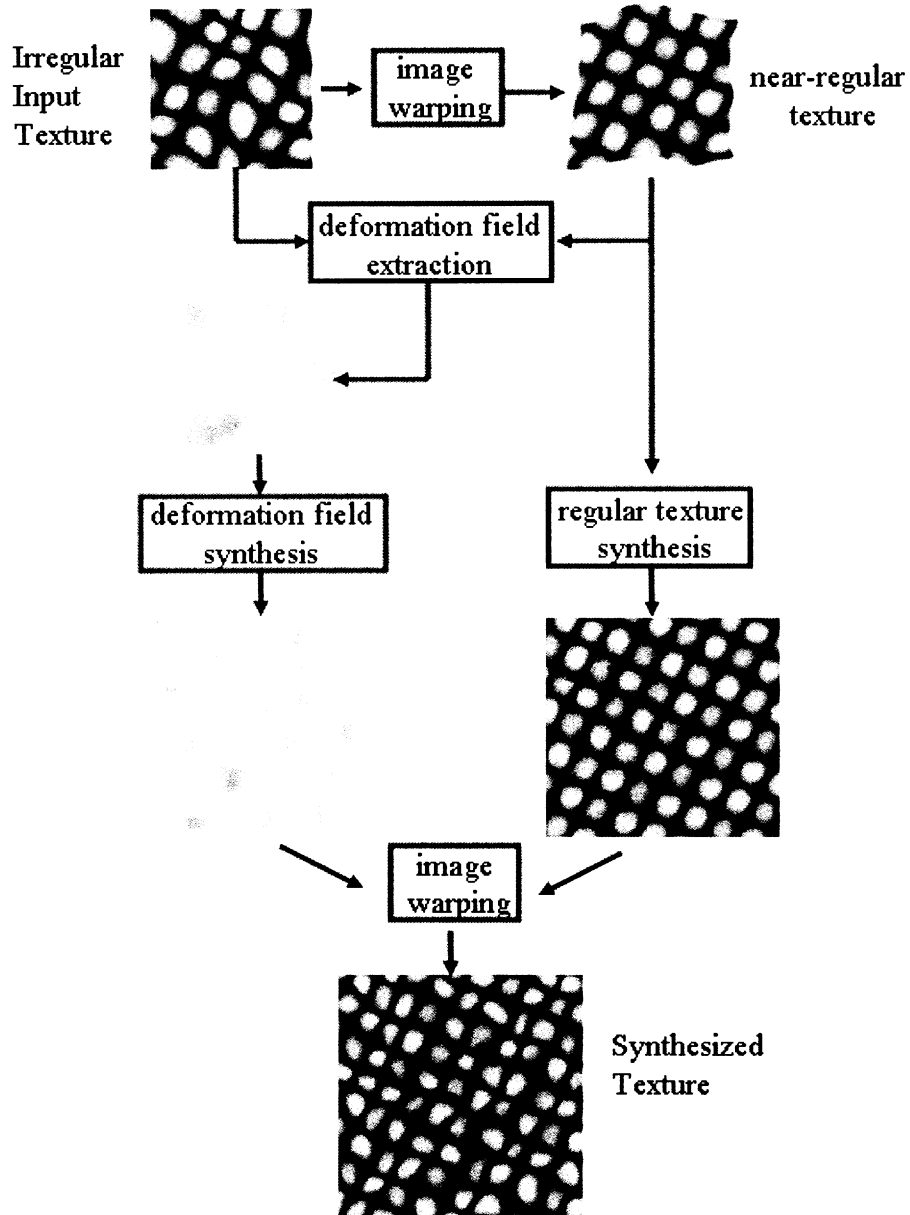 Irregular
Input
Texture
image
warping
near-regular
texture
deformation field
extraction
deformation field
synthesis
regular texture
synthesis
image
warping
Synthesized
Texture